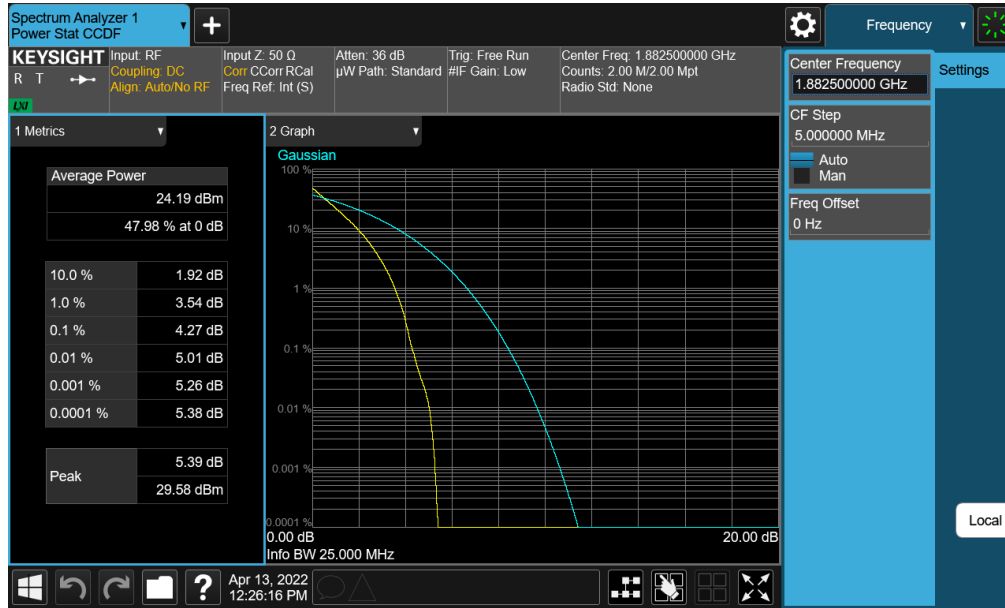 Spectrum Analyzer 1
Power Stat CCDF
Frequency
KEYSIGHT
R T
LXI
Input: RF
Coupling: DC
Align: Auto/No RF
Input Z: 50 Ω
Corr CCorr RCal
Freq Ref: Int (S)
Atten: 36 dB
µW Path: Standard
Trig: Free Run
#IF Gain: Low
Center Freq: 1.882500000 GHz
Counts: 2.00 M/2.00 Mpt
Radio Std: None
Center Frequency
1.882500000 GHz
Settings
CF Step
5.000000 MHz
Auto
Man
Freq Offset
0 Hz
Local
1 Metrics
Average Power
24.19 dBm
47.98 % at 0 dB
10.0 % 1.92 dB
1.0 % 3.54 dB
0.1 % 4.27 dB
0.01 % 5.01 dB
0.001 % 5.26 dB
0.0001 % 5.38 dB
Peak
5.39 dB
29.58 dBm
2 Graph
Gaussian
100 %
10 %
1 %
0.1 %
0.01 %
0.001 %
0.0001 %
0.00 dB
20.00 dB
Info BW 25.000 MHz
?
Apr 13, 2022
12:26:16 PM